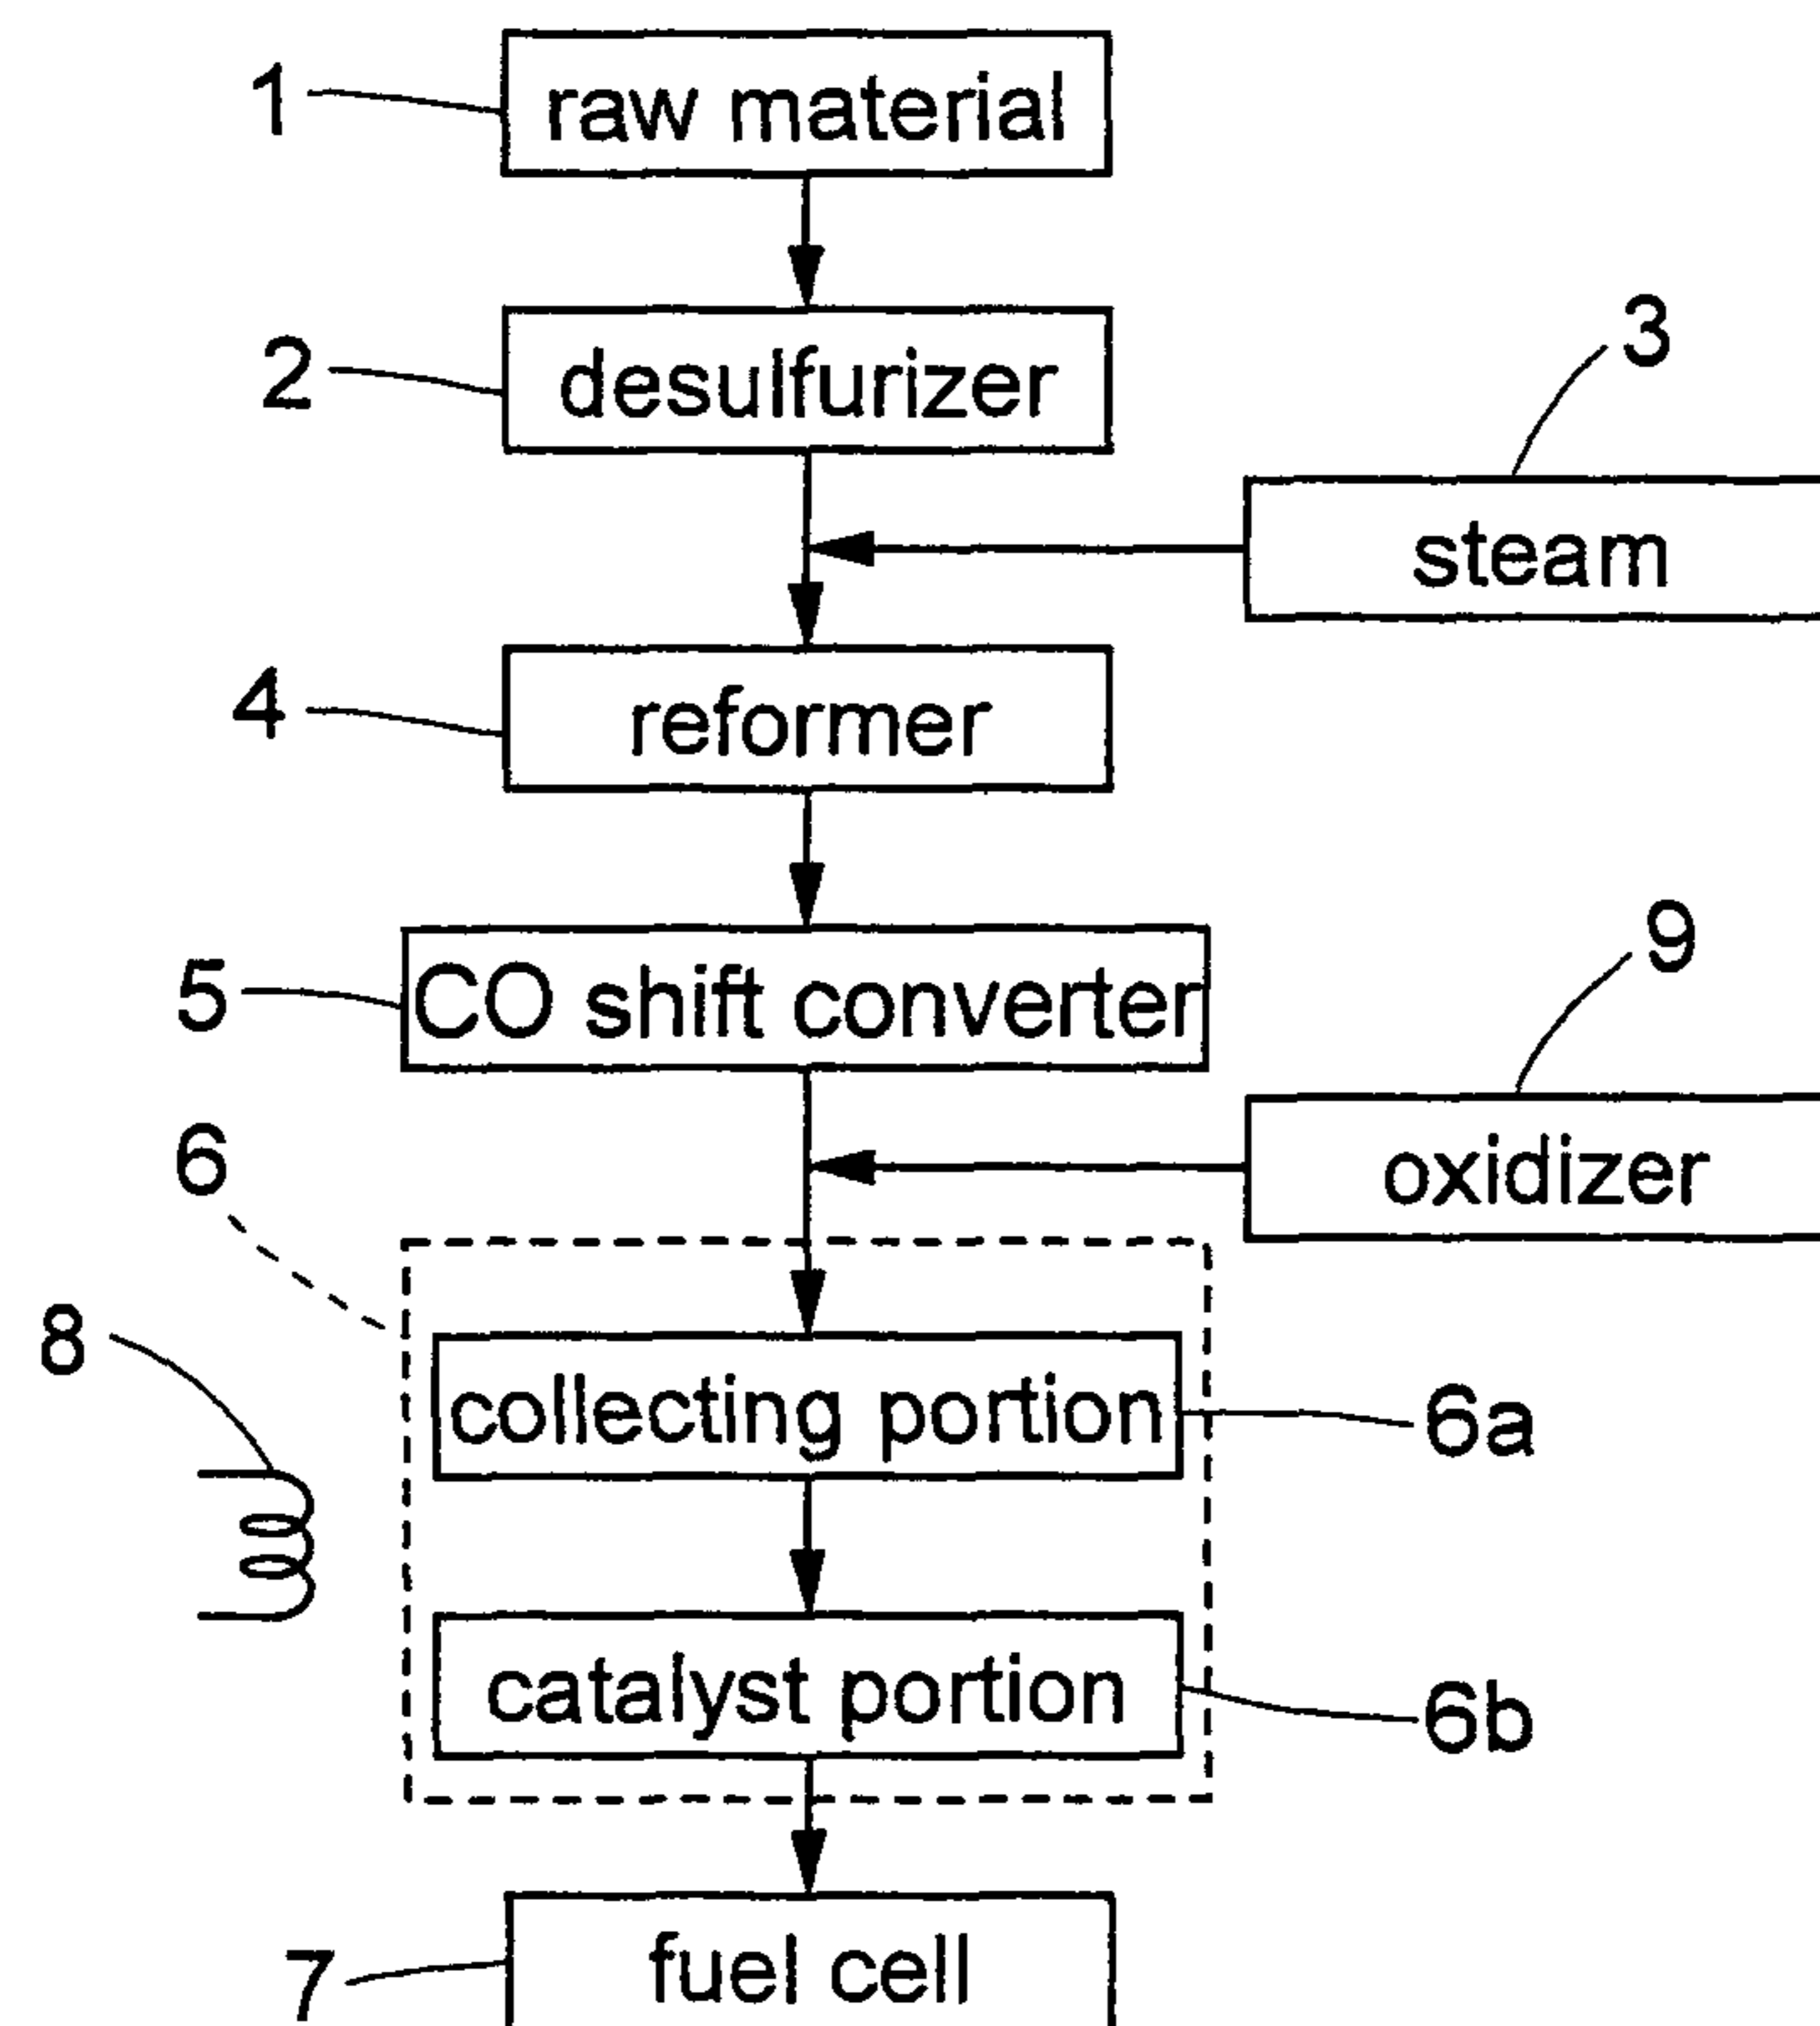 1
raw material
2
desulfurizer
3
steam
4
reformer
5
CO shift converter
9
oxidizer
6
8
collecting portion
6a
catalyst portion
6b
7
fuel cell